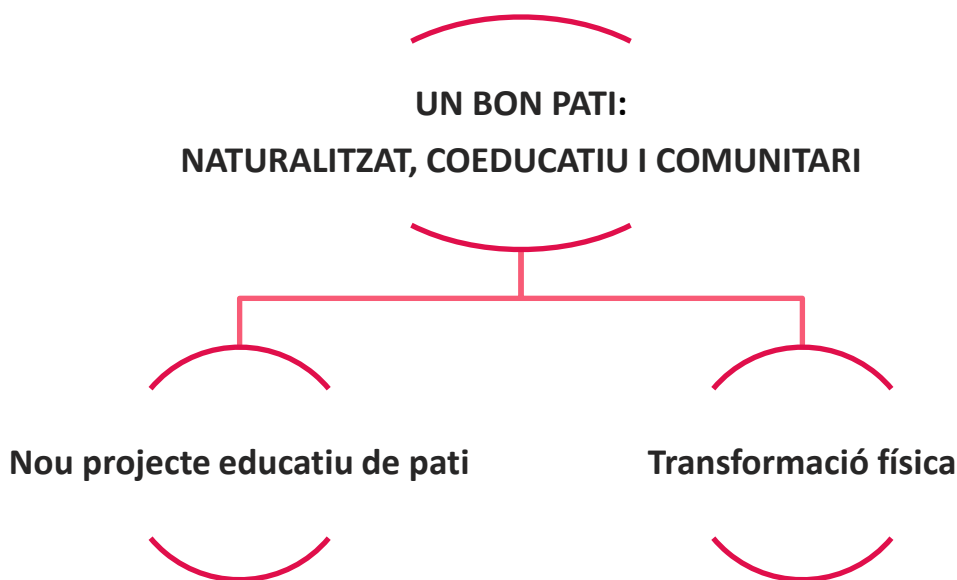 UN BON PATI:
NATURALITZAT, COEDUCATIU I COMUNITARI
Nou projecte educatiu de pati
Transformació física